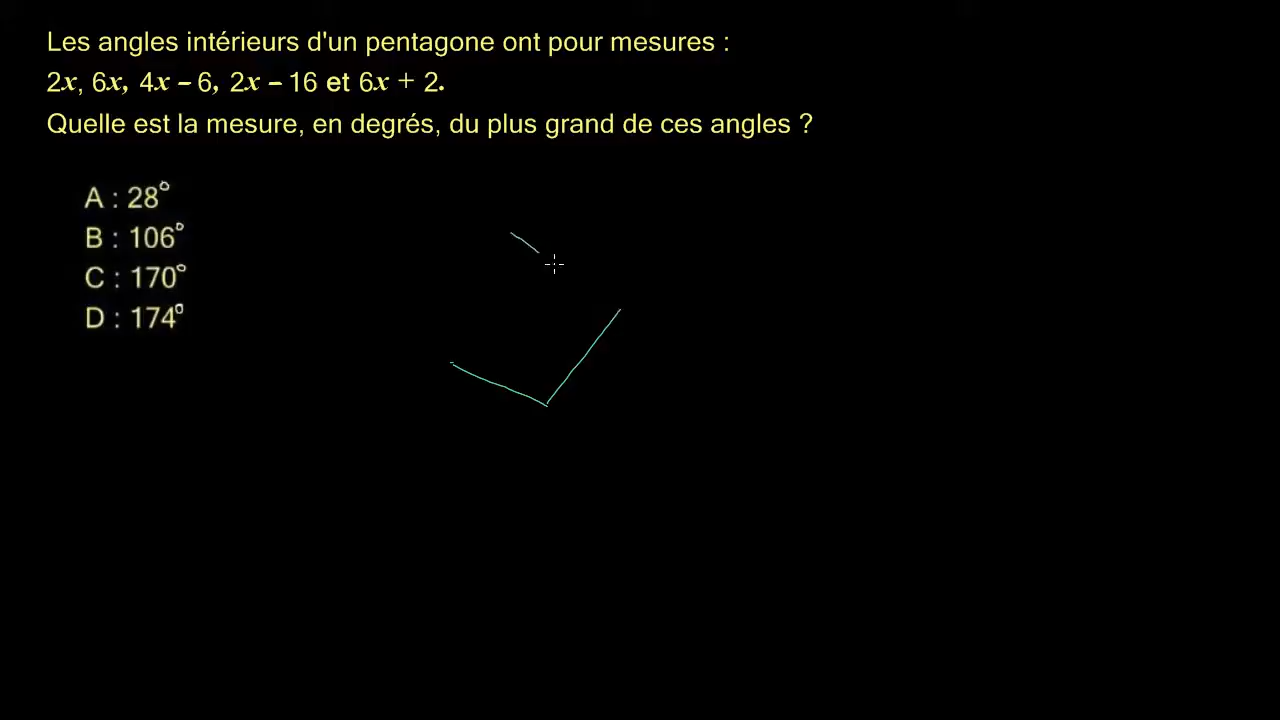 Les angles intérieurs d'un pentagone ont pour mesures :
2x, 6x, 4x – 6, 2x – 16 et 6x + 2.
Quelle est la mesure, en degrés, du plus grand de ces angles ?
A : 28°
B : 106°
C : 170°
D : 174°